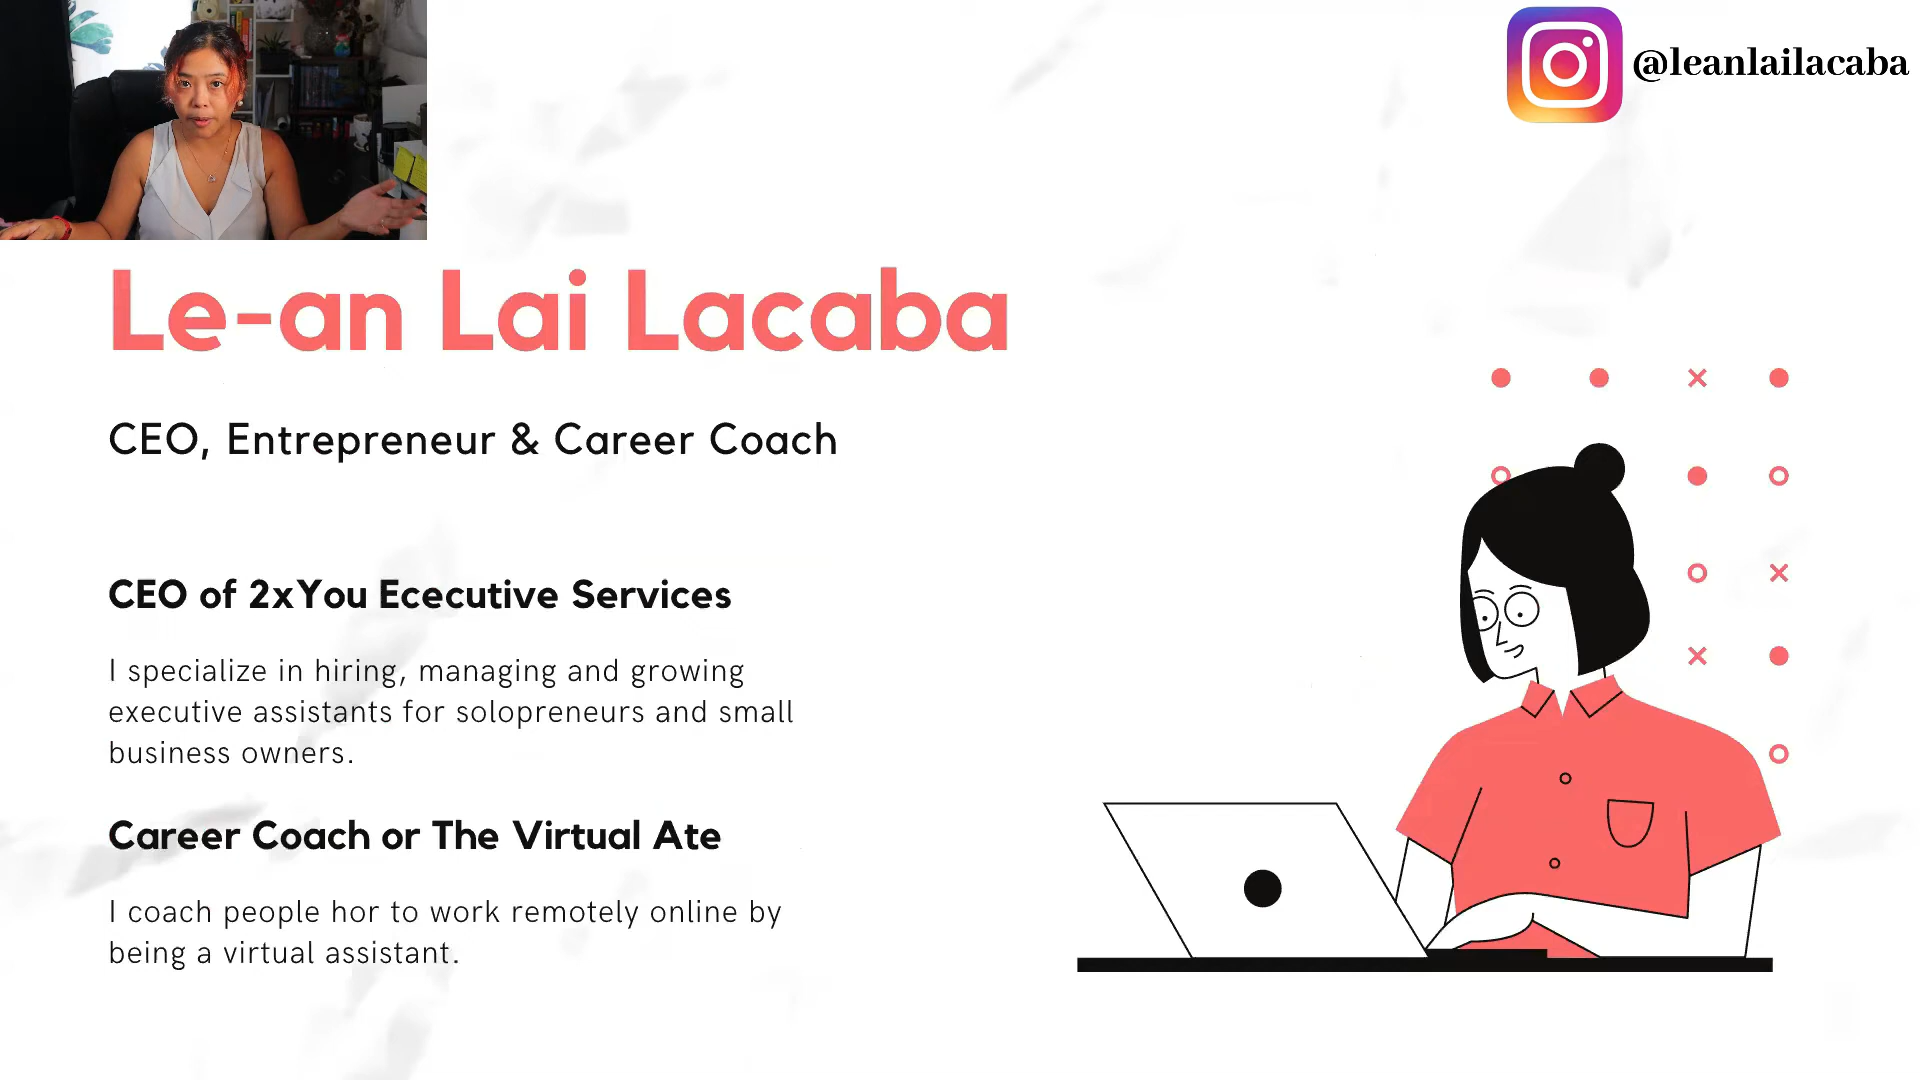 @leanlailacaba
Le-an Lai Lacaba
CEO, Entrepreneur & Career Coach
CEO of 2xYou Ececutive Services
I specialize in hiring, managing and growing
executive assistants for solopreneurs and small
business owners.
Career Coach or The Virtual Ate
I coach people hor to work remotely online by
being a virtual assistant.